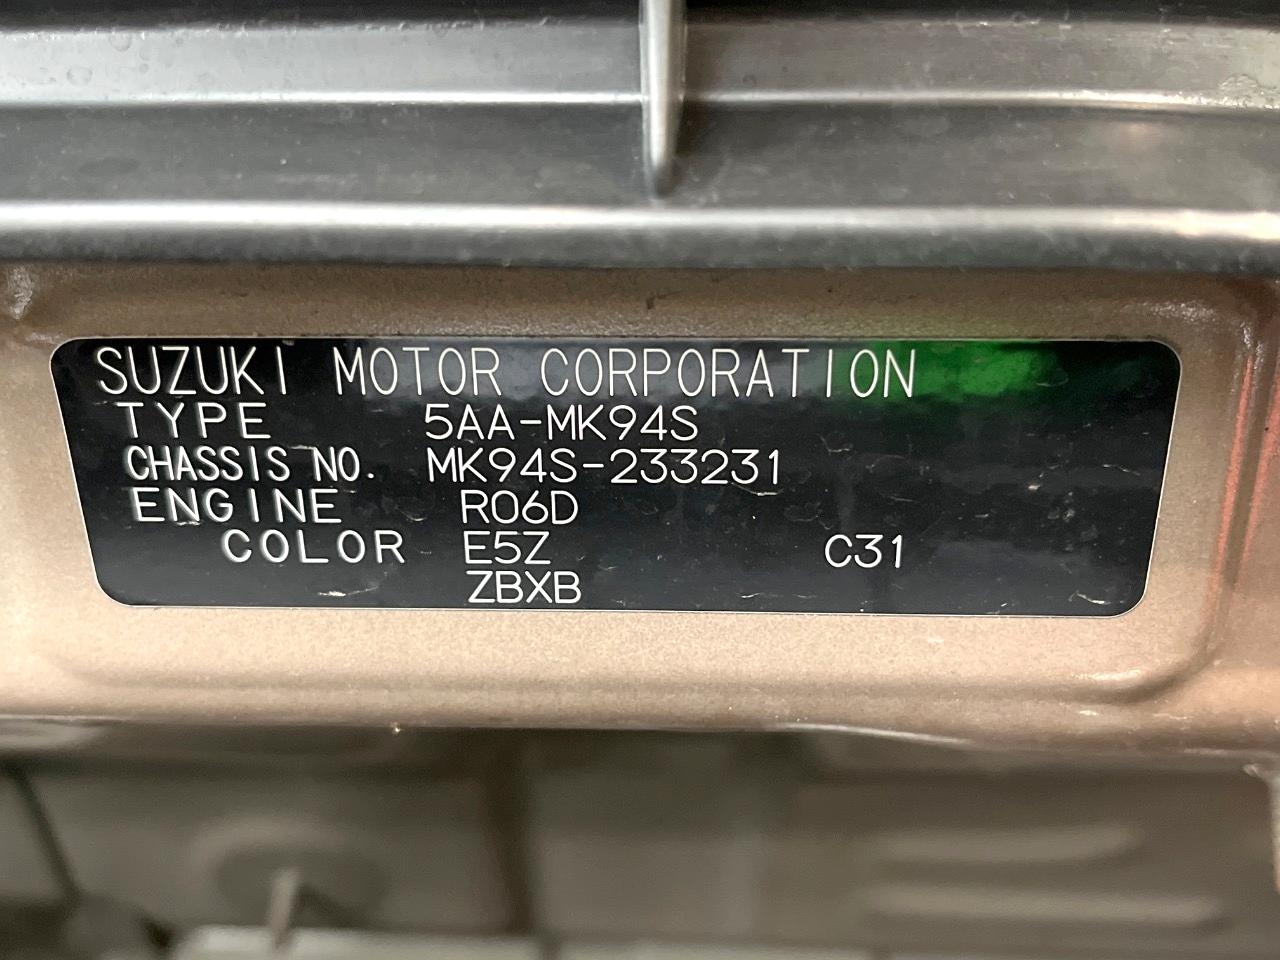 SUZUKI MOTOR CORPORATION
TYPE 5AA-MK94S
CHASSIS NO. MK94S-233231
ENGINE R06D
COLOR E5Z C31
ZBXB